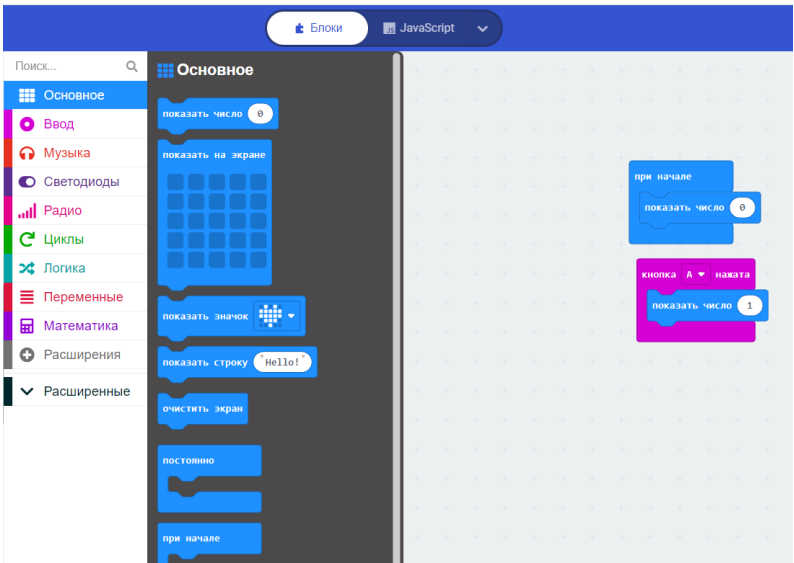 Блоки
JS JavaScript
Поиск...
Основное
Ввод
Музыка
Светодиоды
Радио
Циклы
Логика
Переменные
Математика
Расширения
Расширенные
Основное
показать число 0
показать на экране
показать значок
показать строку "Hello!"
очистить экран
постоянно
при начале
при начале
показать число 0
кнопка A нажата
показать число 1